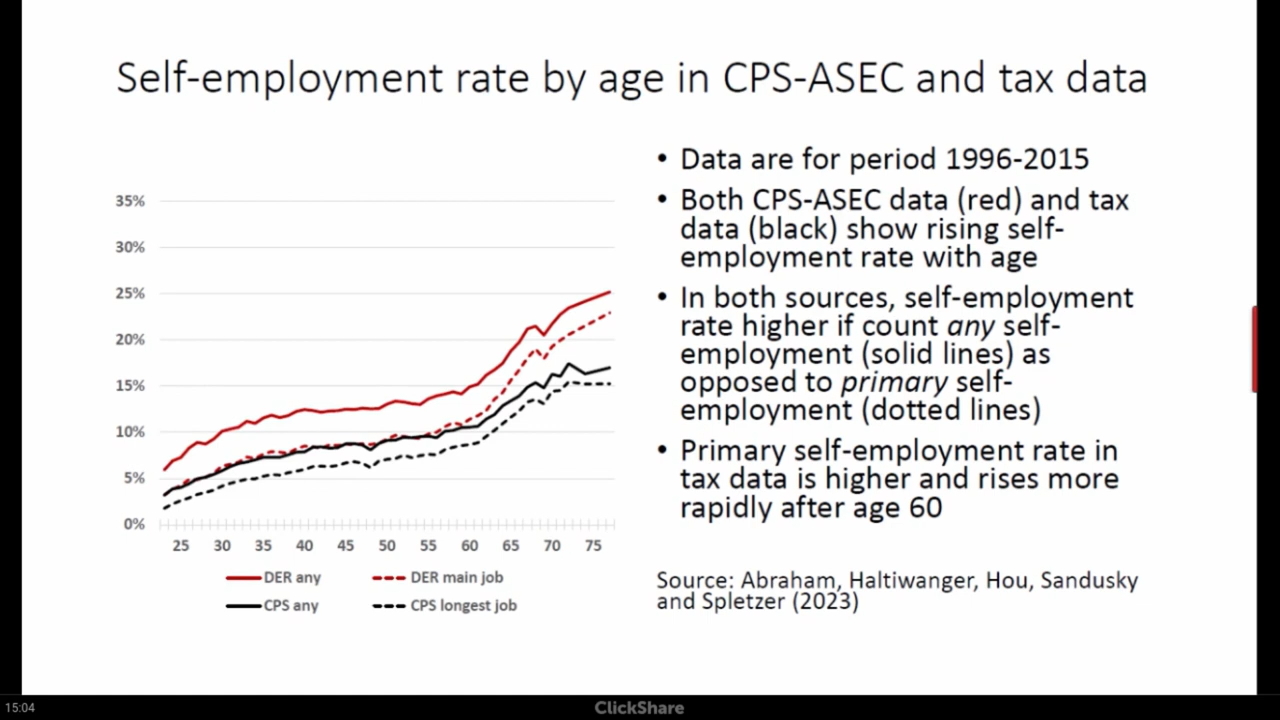 Self-employment rate by age in CPS-ASEC and tax data
35%
30%
25%
20%
15%
10%
5%
0%
25 30 35 40 45 50 55 60 65 70 75
DER any DER main job
CPS any CPS longest job
• Data are for period 1996-2015
• Both CPS-ASEC data (red) and tax
data (black) show rising self-
employment rate with age
• In both sources, self-employment
rate higher if count any self-
employment (solid lines) as
opposed to primary self-
employment (dotted lines)
• Primary self-employment rate in
tax data is higher and rises more
rapidly after age 60
Source: Abraham, Haltiwanger, Hou, Sandusky
and Spletzer (2023)
15:04
ClickShare